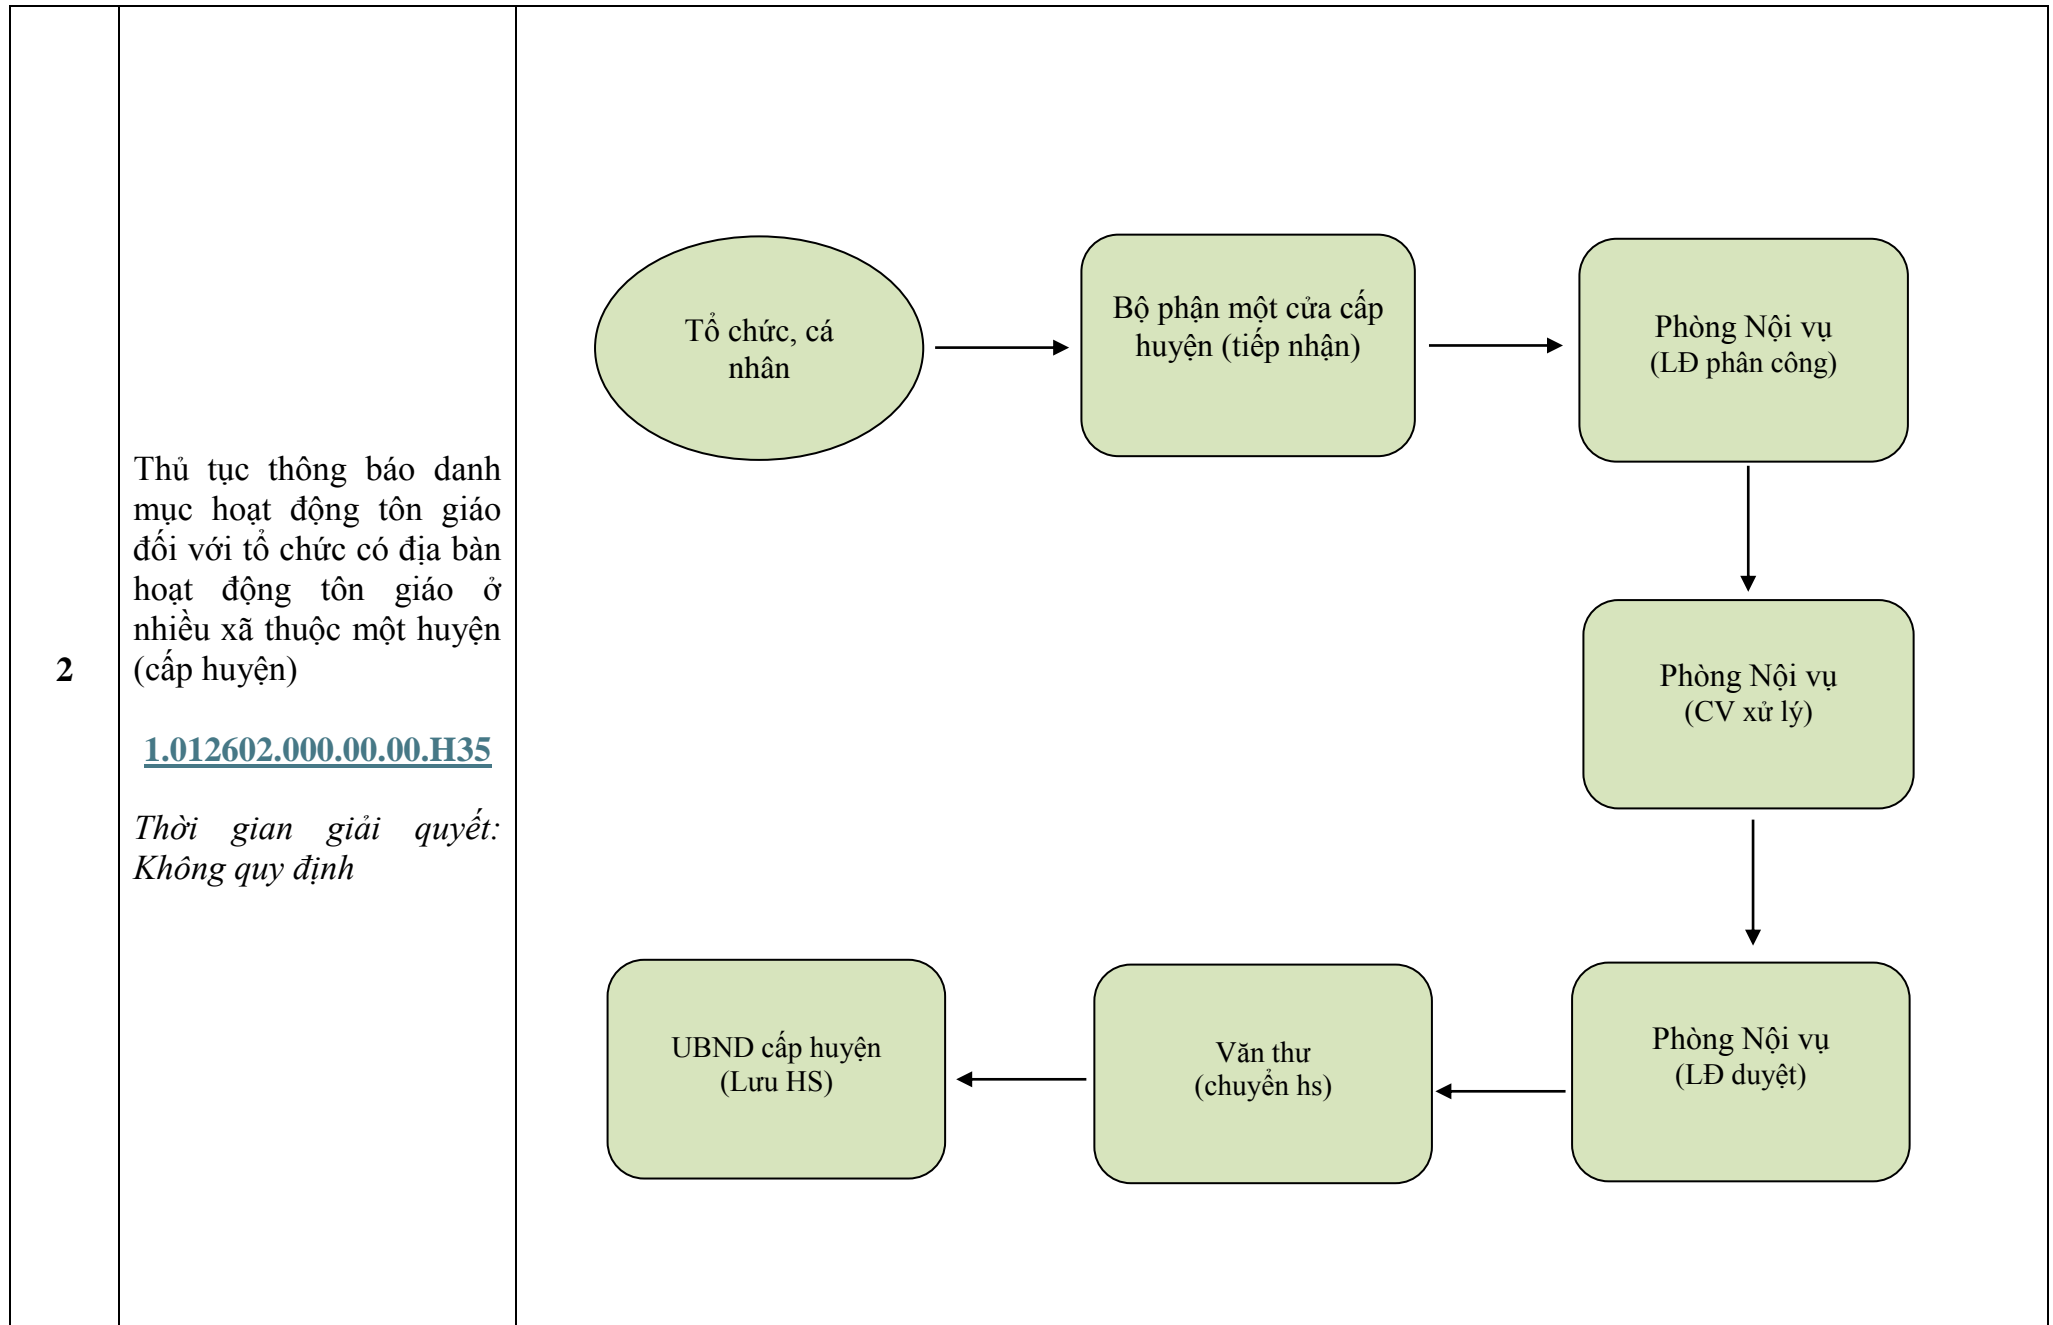 2
Thủ tục thông báo danh
mục hoạt động tôn giáo
đối với tổ chức có địa bàn
hoạt động tôn giáo ở
nhiều xã thuộc một huyện
(cấp huyện)
1.012602.000.00.00.H35
Thời gian giải quyết:
Không quy định
Tổ chức, cá
nhân
Bộ phận một cửa cấp
huyện (tiếp nhận)
Phòng Nội vụ
(LĐ phân công)
Phòng Nội vụ
(CV xử lý)
Phòng Nội vụ
(LĐ duyệt)
Văn thư
(chuyển hs)
UBND cấp huyện
(Lưu HS)